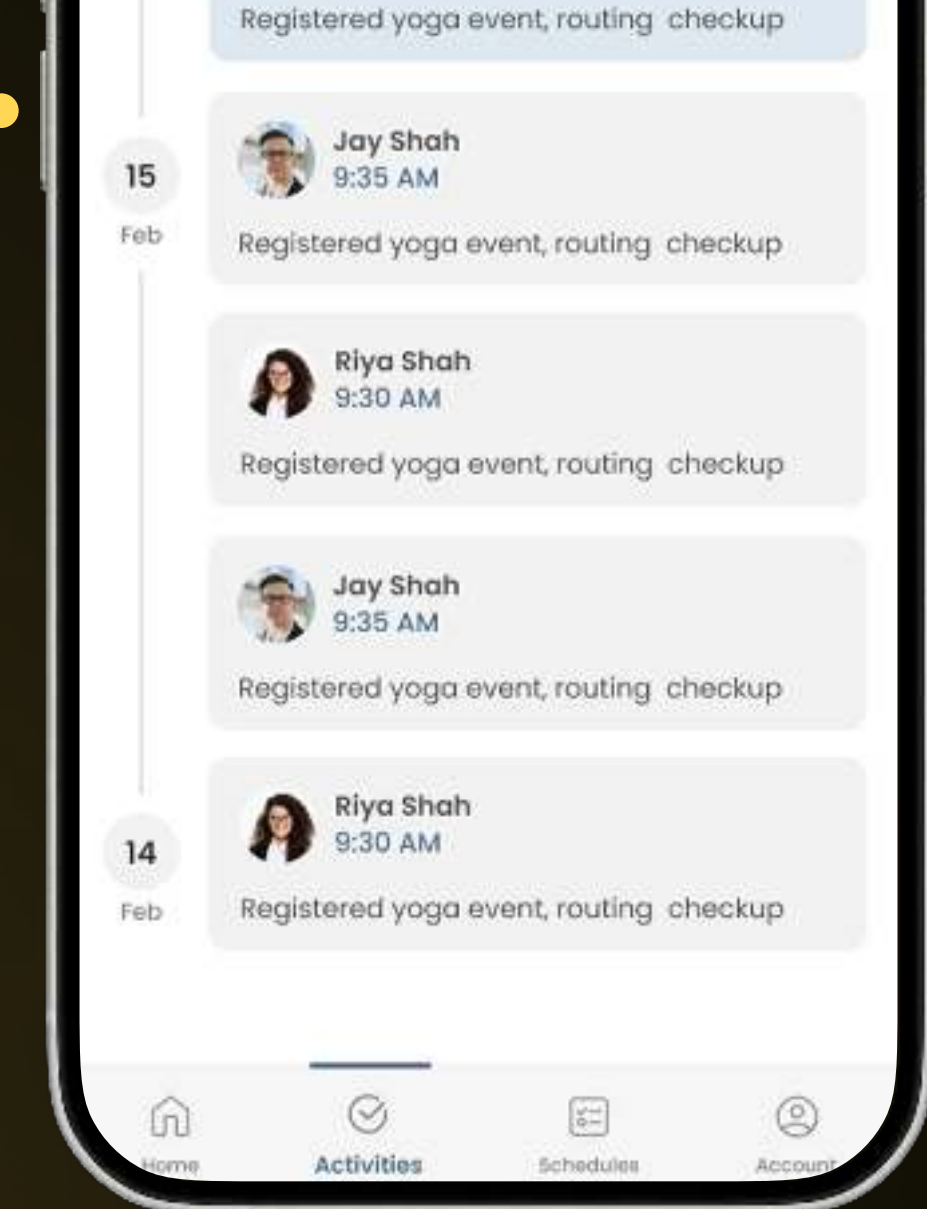 Registered yoga event, routing  checkup
15
Feb
Jay Shah
9:35 AM
Registered yoga event, routing  checkup
Riya Shah
9:30 AM
Registered yoga event, routing  checkup
Jay Shah
9:35 AM
Registered yoga event, routing  checkup
14
Feb
Riya Shah
9:30 AM
Registered yoga event, routing  checkup
Home
Activities
Schedules
Account